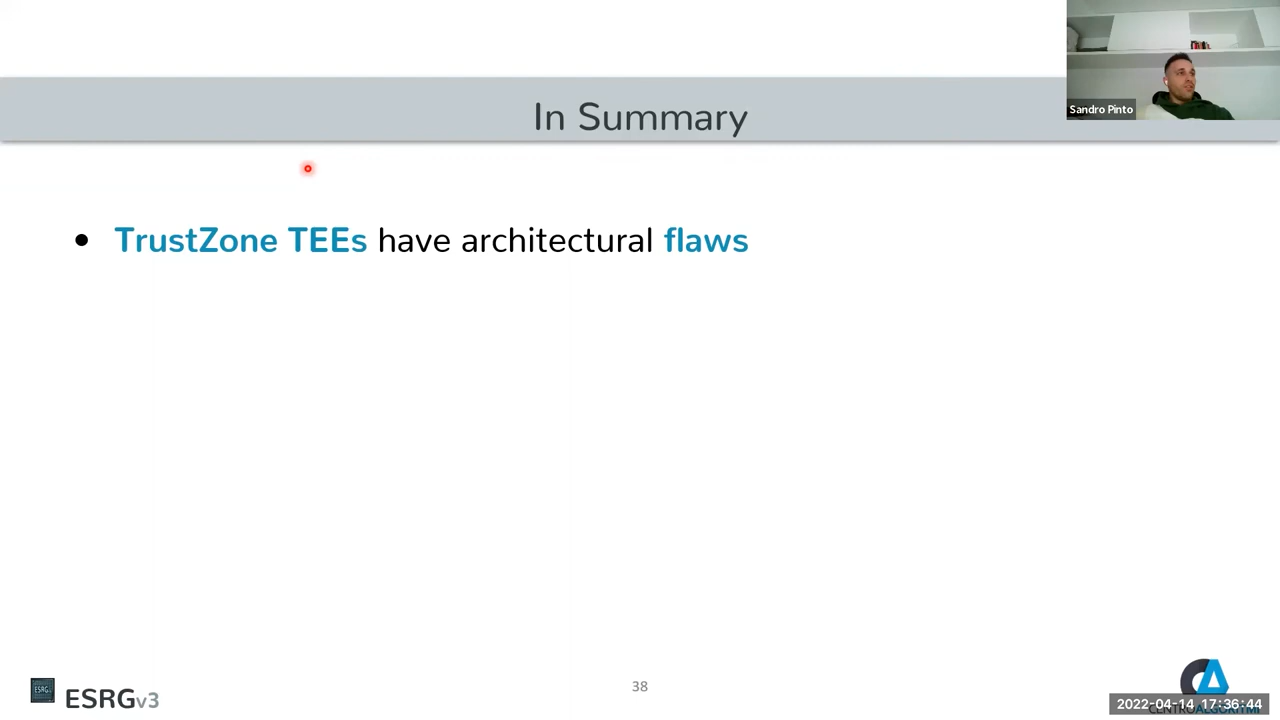 Sandro Pinto
In Summary
• TrustZone TEEs have architectural flaws
ESRGv3
38
2022-04-14 17:36:44